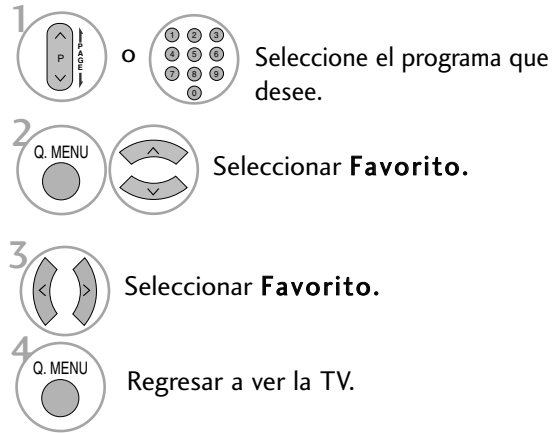 1
P
PAGE
o
1 2 3
4 5 6
7 8 9
0
Seleccione el programa que
desee.
2
Q. MENU
Seleccionar Favorito.
3
Seleccionar Favorito.
4
Q. MENU
Regresar a ver la TV.